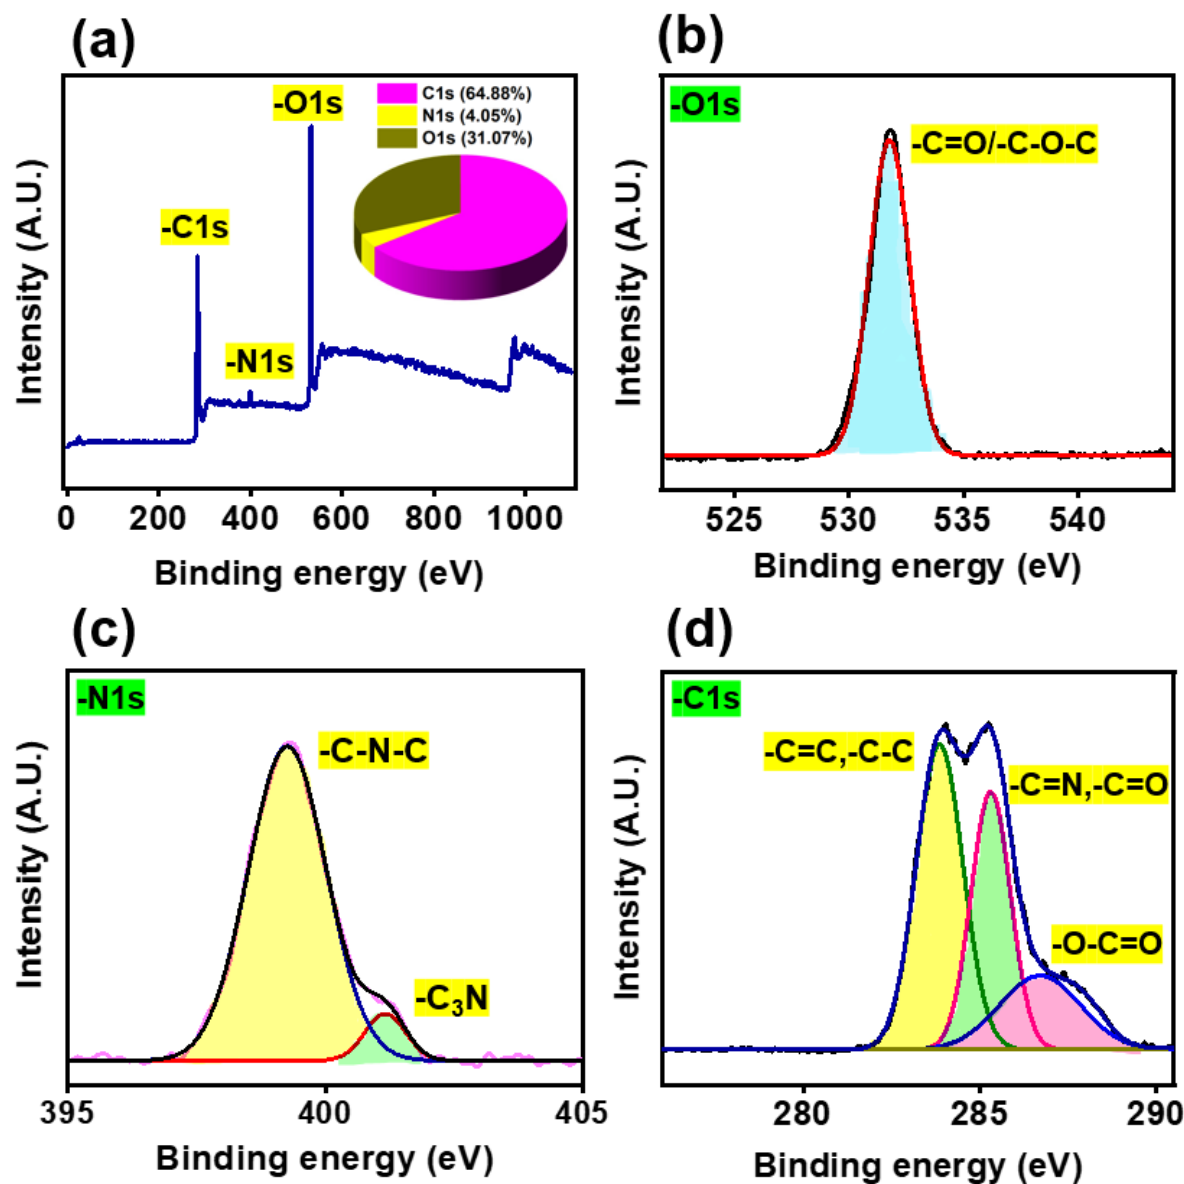 (a)
-O1s
C1s (64.88%)
N1s (4.05%)
O1s (31.07%)
-C1s
-N1s
Intensity (A.U.)
0 200 400 600 800 1000
Binding energy (eV)
(b)
-O1s
-C=O/-C-O-C
Intensity (A.U.)
525 530 535 540
Binding energy (eV)
(c)
-N1s
-C-N-C
-C₃N
Intensity (A.U.)
395 400 405
Binding energy (eV)
(d)
-C1s
-C=C,-C-C
-C=N,-C=O
-O-C=O
Intensity (A.U.)
280 285 290
Binding energy (eV)